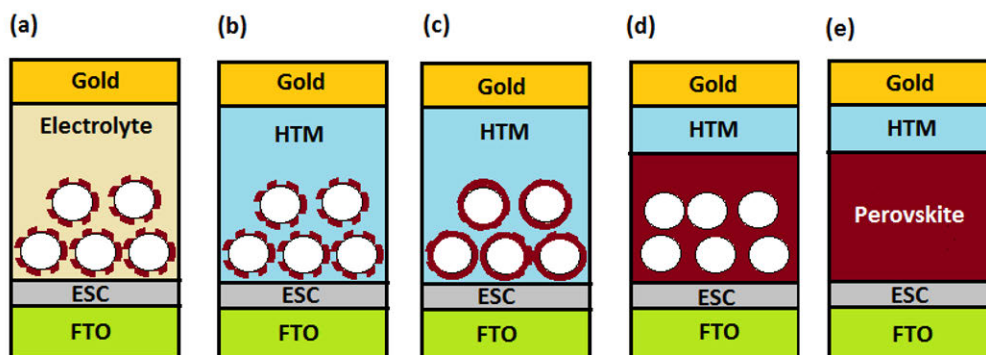 (a)
Gold
Electrolyte
ESC
FTO
(b)
Gold
HTM
ESC
FTO
(c)
Gold
HTM
ESC
FTO
(d)
Gold
HTM
ESC
FTO
(e)
Gold
HTM
Perovskite
ESC
FTO